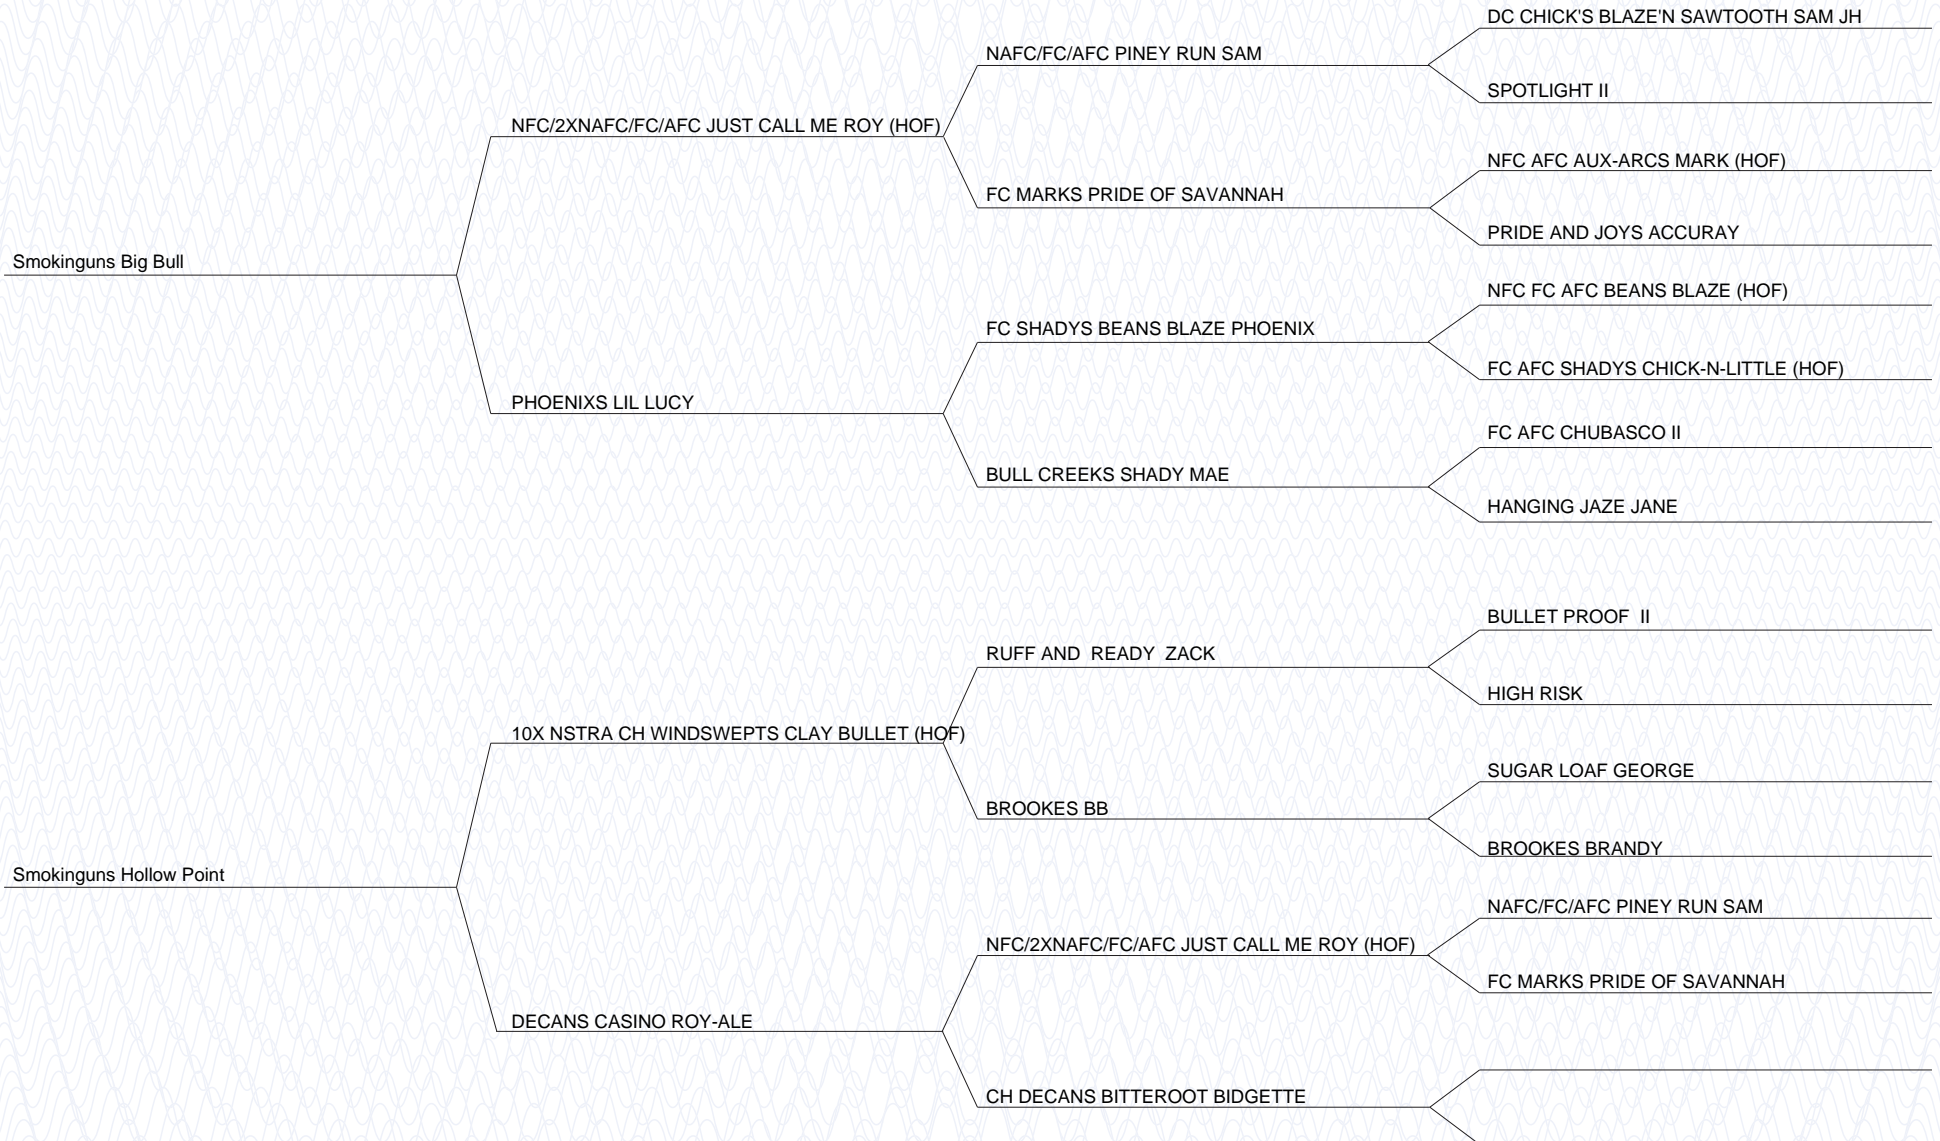 DC CHICK'S BLAZE'N SAWTOOTH SAM JH
NAFC/FC/AFC PINEY RUN SAM
SPOTLIGHT II
NFC/2XNAFC/FC/AFC JUST CALL ME ROY (HOF)
NFC AFC AUX-ARCS MARK (HOF)
FC MARKS PRIDE OF SAVANNAH
PRIDE AND JOYS ACCURAY
Smokinguns Big Bull
NFC FC AFC BEANS BLAZE (HOF)
FC SHADYS BEANS BLAZE PHOENIX
FC AFC SHADYS CHICK-N-LITTLE (HOF)
PHOENIXS LIL LUCY
FC AFC CHUBASCO II
BULL CREEKS SHADY MAE
HANGING JAZE JANE
BULLET PROOF  II
RUFF AND  READY  ZACK
HIGH RISK
10X NSTRA CH WINDSWEPTS CLAY BULLET (HOF)
SUGAR LOAF GEORGE
BROOKES BB
BROOKES BRANDY
Smokinguns Hollow Point
NAFC/FC/AFC PINEY RUN SAM
NFC/2XNAFC/FC/AFC JUST CALL ME ROY (HOF)
FC MARKS PRIDE OF SAVANNAH
DECANS CASINO ROY-ALE
CH DECANS BITTEROOT BIDGETTE